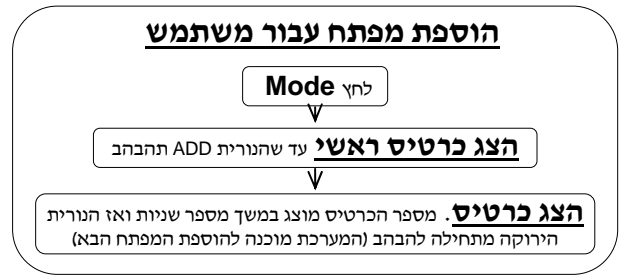 הוספת מפתח עבור משתמש
לחץ Mode
הצג כרטיס ראשי עד שהנורית ADD תהבהב
הצג כרטיס. מספר הכרטיס מוצג במשך מספר שניות ואז הנורית
הירוקה מתחילה להבהב (המערכת מוכנה להוספת המפתח הבא)